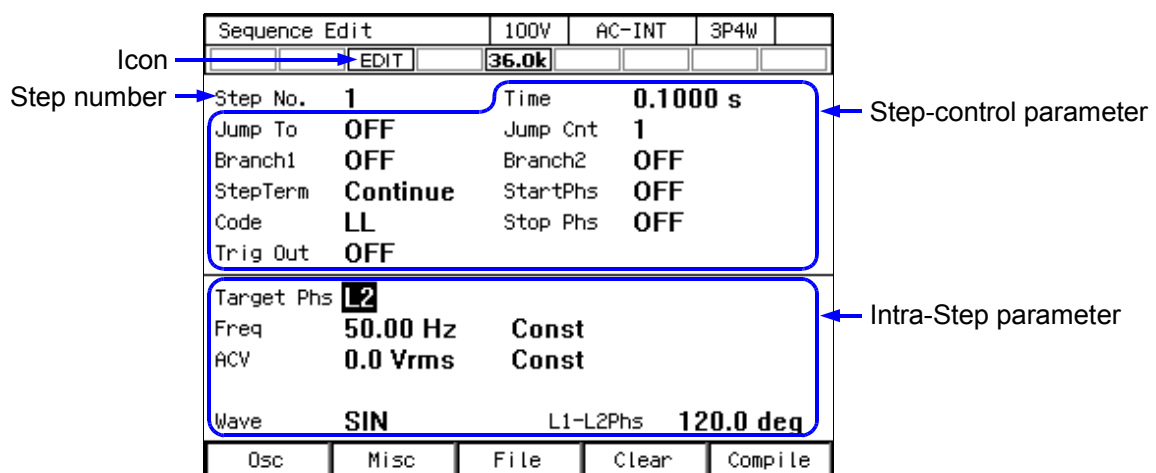 Sequence Edit 100V AC-INT 3P4W
Icon EDIT 36.0k
Step number Step No. 1 Time 0.1000 s Step-control parameter
Jump To OFF Jump Cnt 1
Branch1 OFF Branch2 OFF
StepTerm Continue StartPhs OFF
Code LL Stop Phs OFF
Trig Out OFF
Target Phs L2
Freq 50.00 Hz Const Intra-Step parameter
ACV 0.0 Vrms Const
Wave SIN L1-L2Phs 120.0 deg
Osc Misc File Clear Compile